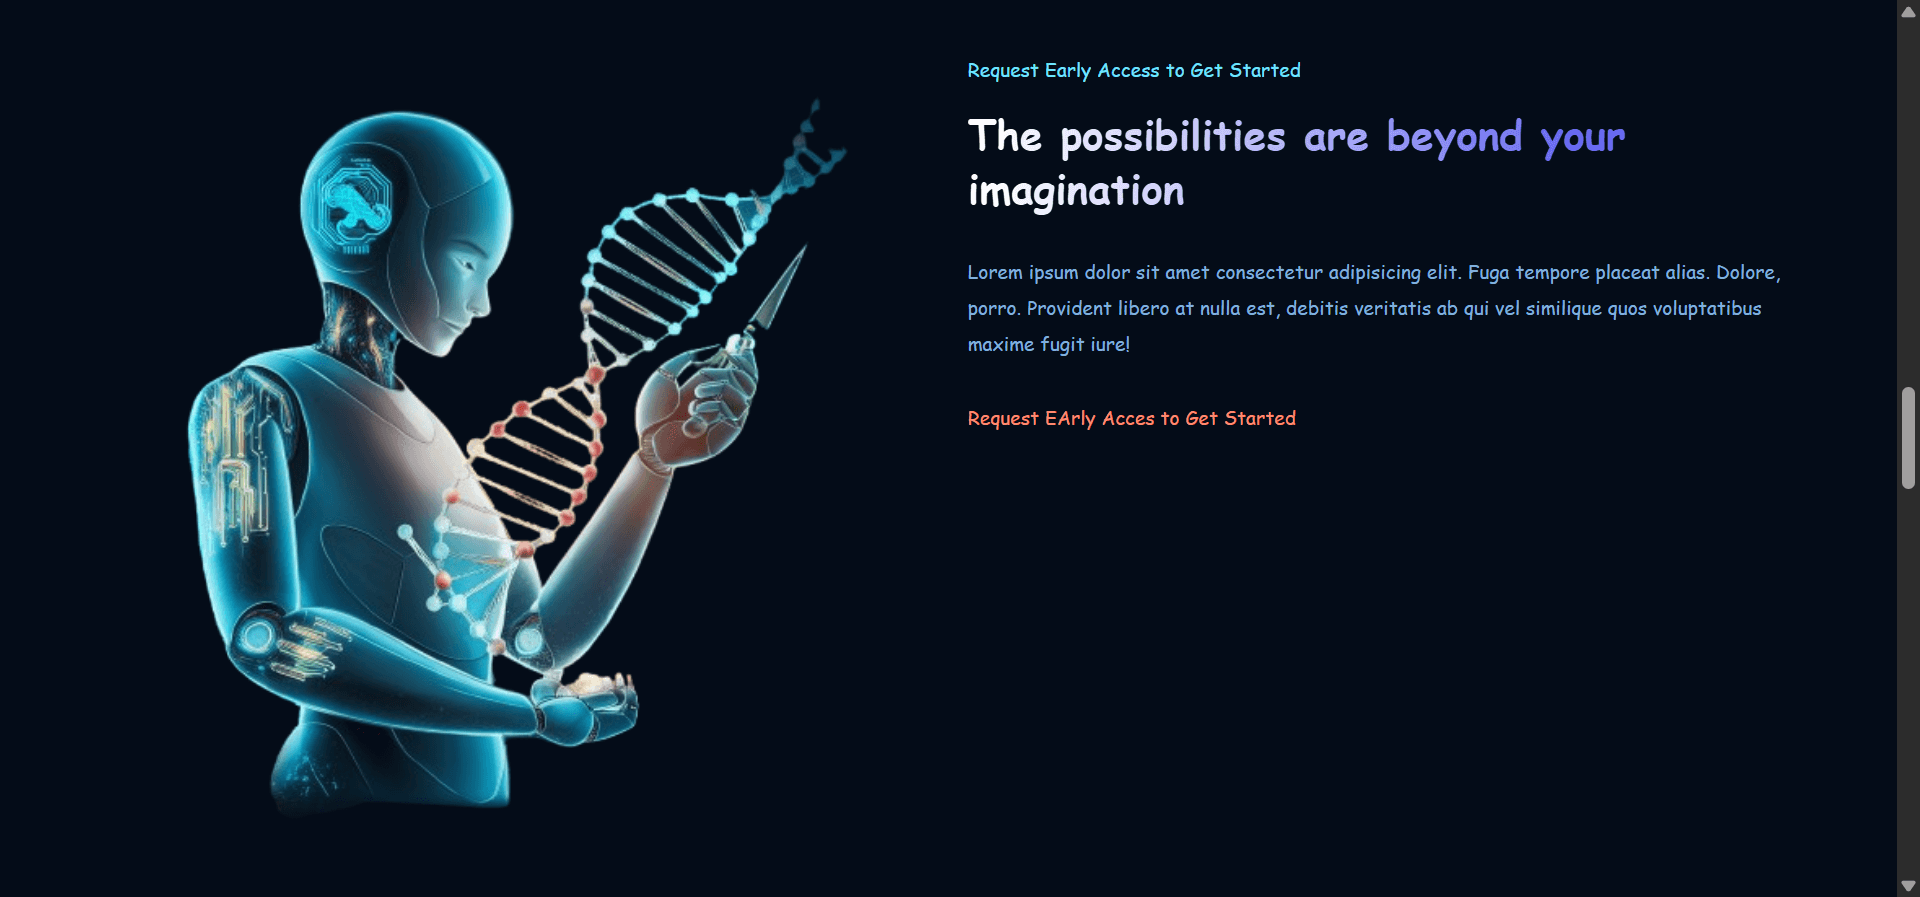 Request Early Access to Get Started
The possibilities are beyond your
imagination
Lorem ipsum dolor sit amet consectetur adipisicing elit. Fuga tempore placeat alias. Dolore,
porro. Provident libero at nulla est, debitis veritatis ab qui vel similique quos voluptatibus
maxime fugit iure!
Request EArly Acces to Get Started